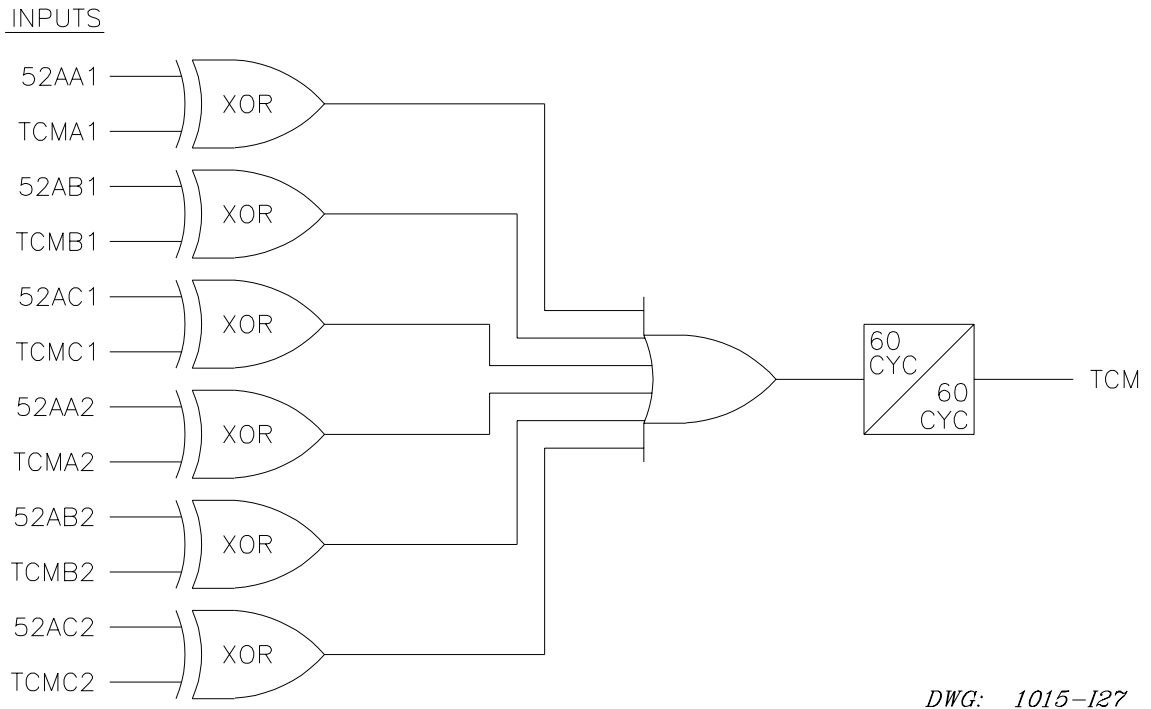 INPUTS
52AA1
TCMA1
XOR
52AB1
TCMB1
XOR
52AC1
TCMC1
XOR
52AA2
TCMA2
XOR
52AB2
TCMB2
XOR
52AC2
TCMC2
XOR
60
CYC
60
CYC
TCM
DWG: 1015-I27